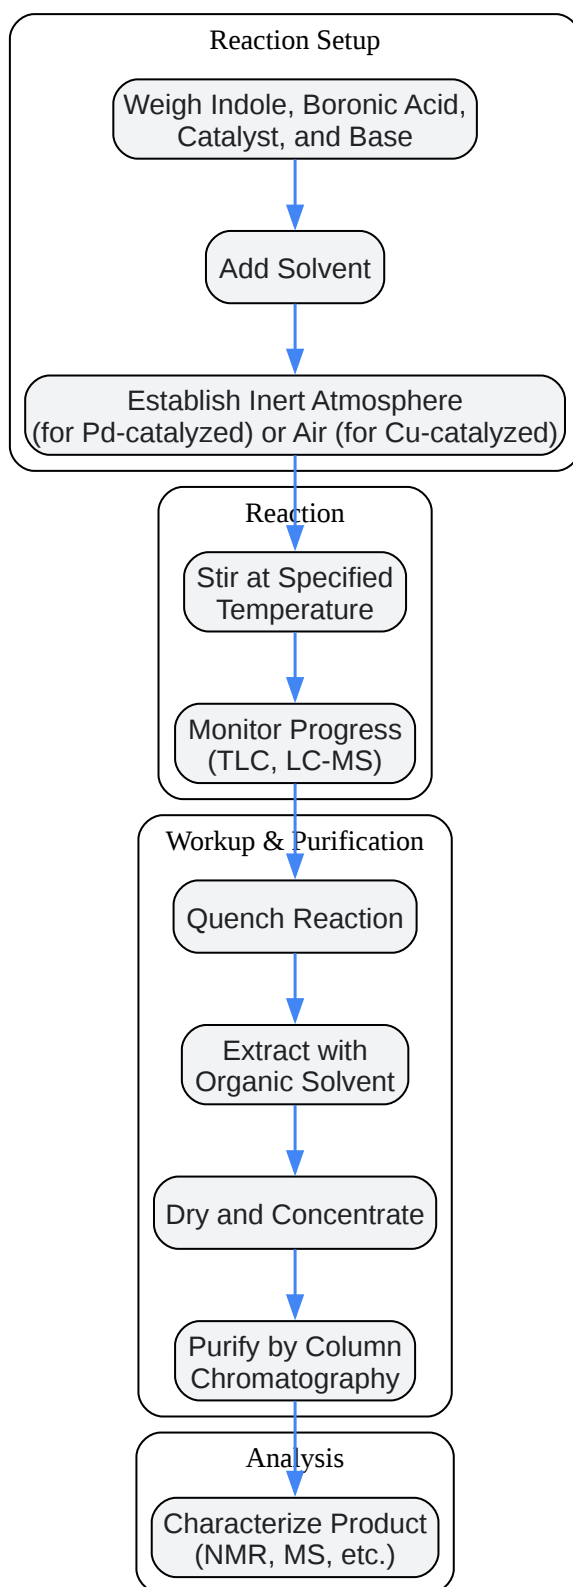 Reaction Setup
Weigh Indole, Boronic Acid,
Catalyst, and Base
Add Solvent
Establish Inert Atmosphere
(for Pd-catalyzed) or Air (for Cu-catalyzed)
Reaction
Stir at Specified
Temperature
Monitor Progress
(TLC, LC-MS)
Workup & Purification
Quench Reaction
Extract with
Organic Solvent
Dry and Concentrate
Purify by Column
Chromatography
Analysis
Characterize Product
(NMR, MS, etc.)